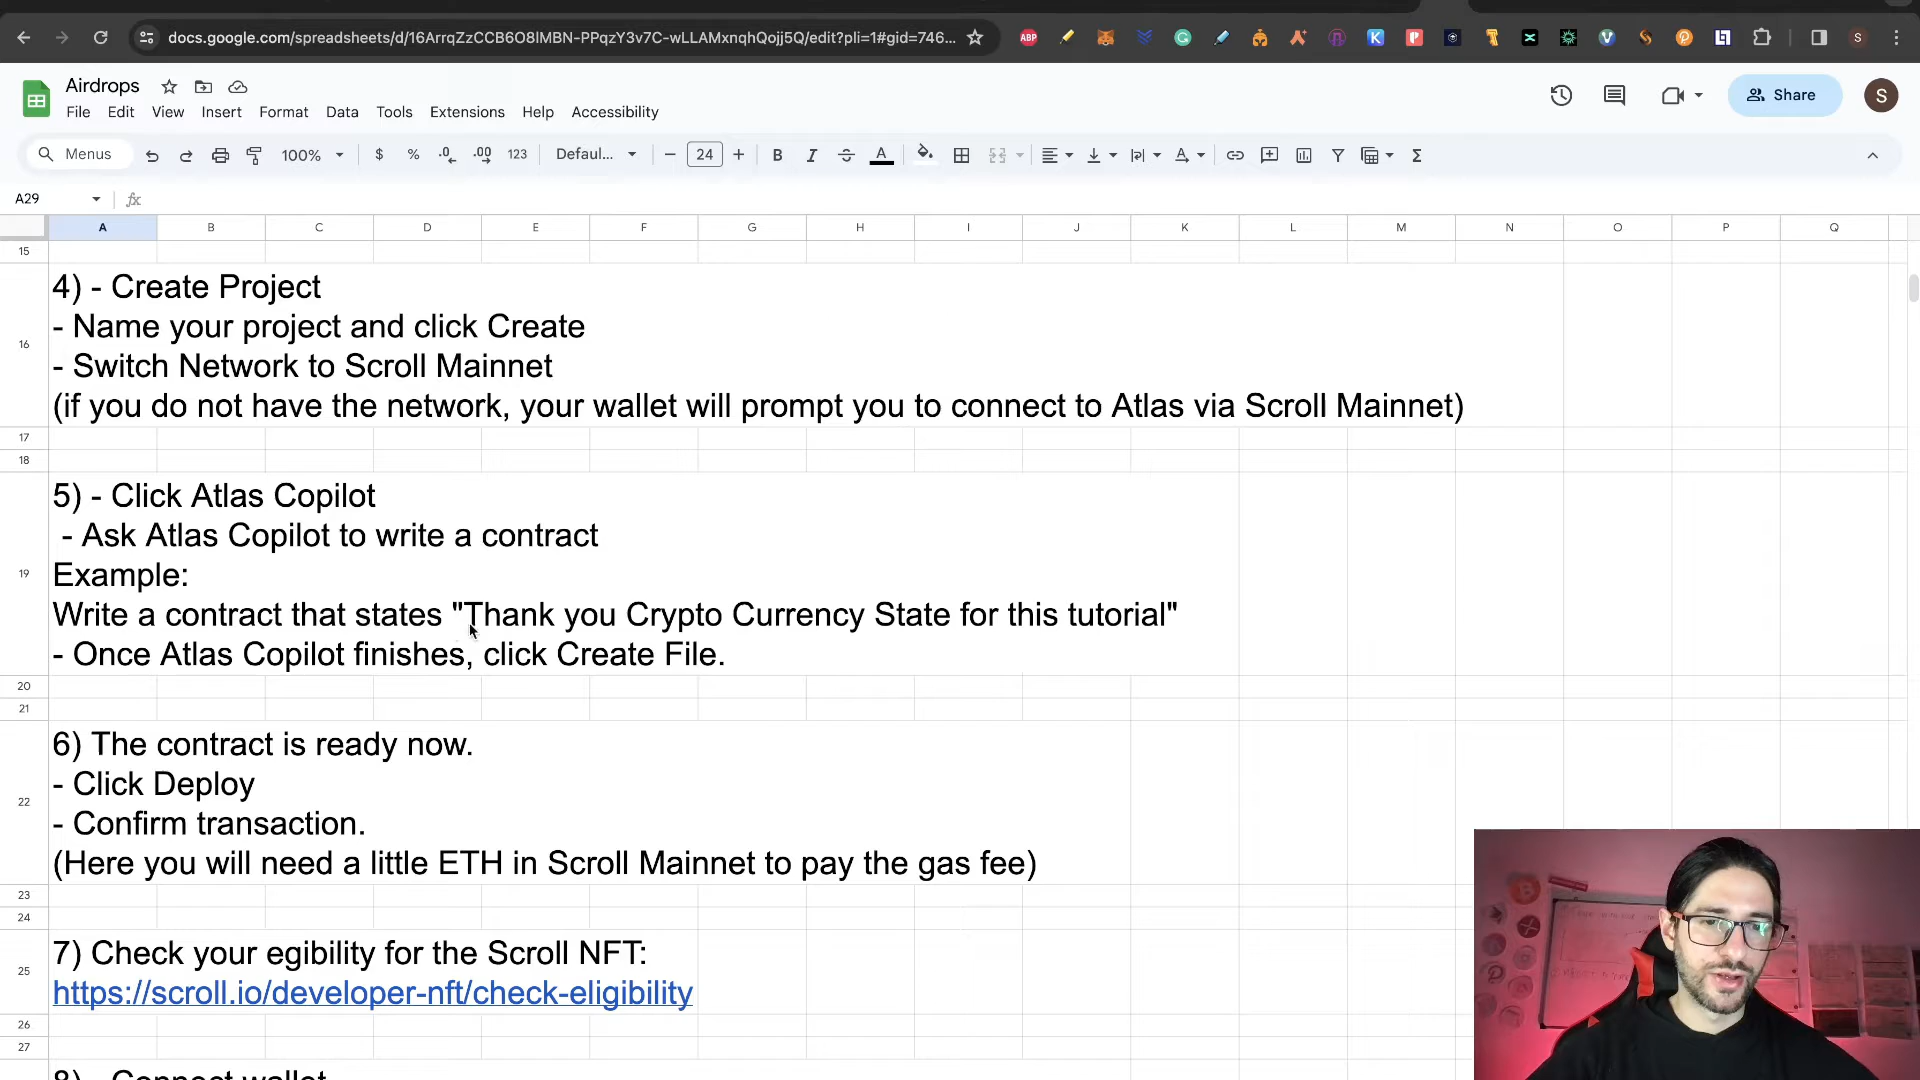 docs.google.com/spreadsheets/d/16ArrqZzCCB6O8lMBN-PPqzY3v7C-wLLAMxnqhQojj5Q/edit?pli=1#gid=746...
ABP
S
Airdrops
File Edit View Insert Format Data Tools Extensions Help Accessibility
Share
S
Menus
100%
$ % .0 .00 123
Defaul...
24
B I A
A29
fx
A B C D E F G H I J K L M N O P Q
15
16
4) - Create Project
- Name your project and click Create
- Switch Network to Scroll Mainnet
(if you do not have the network, your wallet will prompt you to connect to Atlas via Scroll Mainnet)
17
18
19
5) - Click Atlas Copilot
- Ask Atlas Copilot to write a contract
Example:
Write a contract that states "Thank you Crypto Currency State for this tutorial"
- Once Atlas Copilot finishes, click Create File.
20
21
22
6) The contract is ready now.
- Click Deploy
- Confirm transaction.
(Here you will need a little ETH in Scroll Mainnet to pay the gas fee)
23
24
25
7) Check your egibility for the Scroll NFT:
https://scroll.io/developer-nft/check-eligibility
26
27
8) - Connect wallet